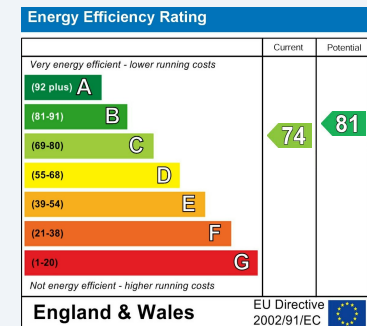 Energy Efficiency Rating
Current Potential
Very energy efficient - lower running costs
(92 plus) A
(81-91) B
(69-80) C
74
81
(55-68) D
(39-54) E
(21-38) F
(1-20) G
Not energy efficient - higher running costs
England & Wales
EU Directive
2002/91/EC